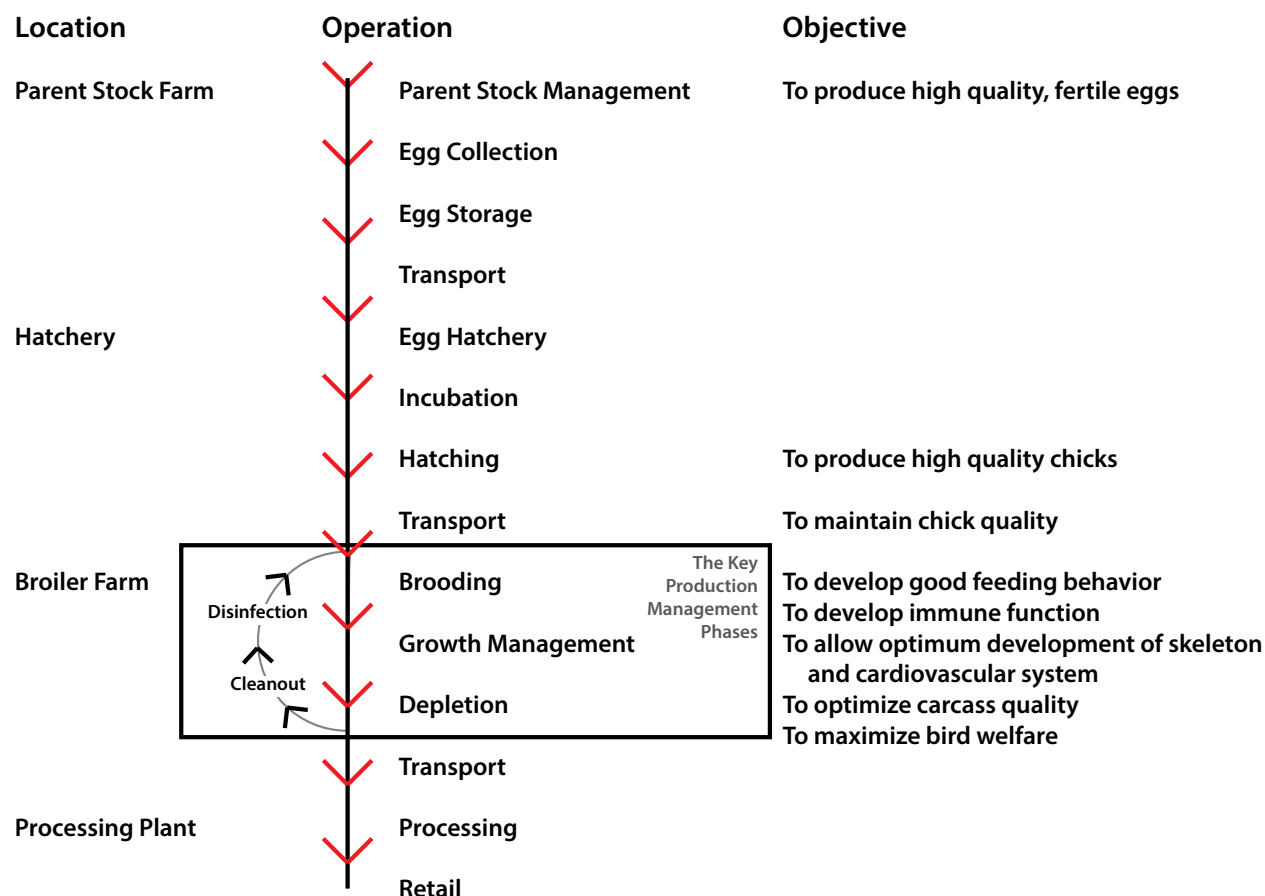 Location Operation Objective
Parent Stock Farm Parent Stock Management To produce high quality, fertile eggs
Egg Collection
Egg Storage
Transport
Hatchery Egg Hatchery
Incubation
Hatching To produce high quality chicks
Transport To maintain chick quality
The Key
Production
Management
Phases
Broiler Farm Brooding To develop good feeding behavior
Disinfection To develop immune function
Growth Management To allow optimum development of skeleton
and cardiovascular system
Cleanout
Depletion To optimize carcass quality
To maximize bird welfare
Transport
Processing Plant Processing
Retail